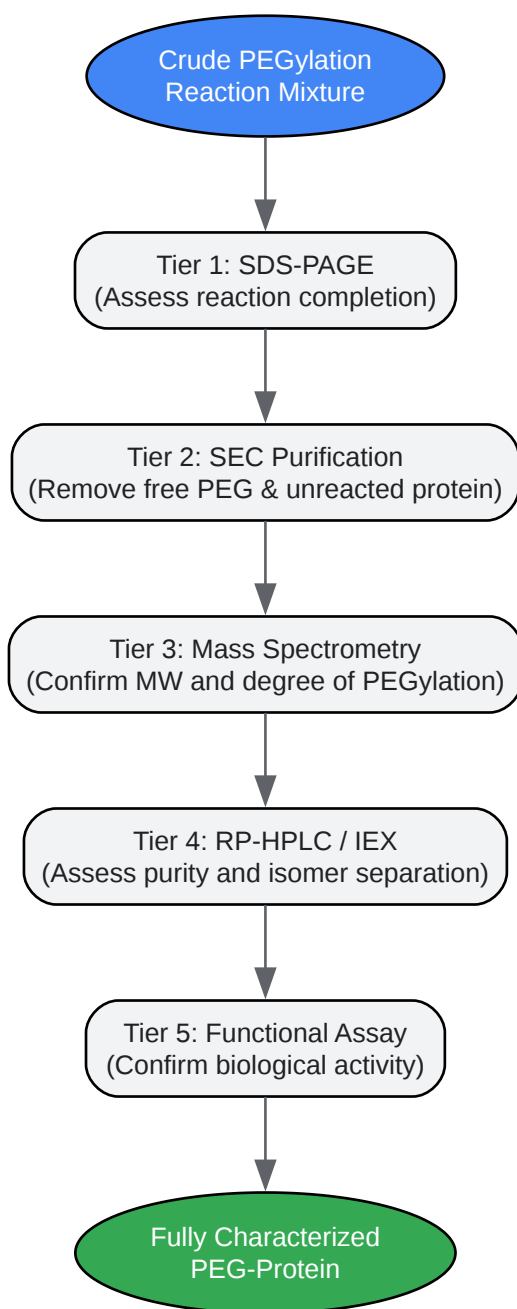 Crude PEGylation
Reaction Mixture
Tier 1: SDS-PAGE
(Assess reaction completion)
Tier 2: SEC Purification
(Remove free PEG & unreacted protein)
Tier 3: Mass Spectrometry
(Confirm MW and degree of PEGylation)
Tier 4: RP-HPLC / IEX
(Assess purity and isomer separation)
Tier 5: Functional Assay
(Confirm biological activity)
Fully Characterized
PEG-Protein